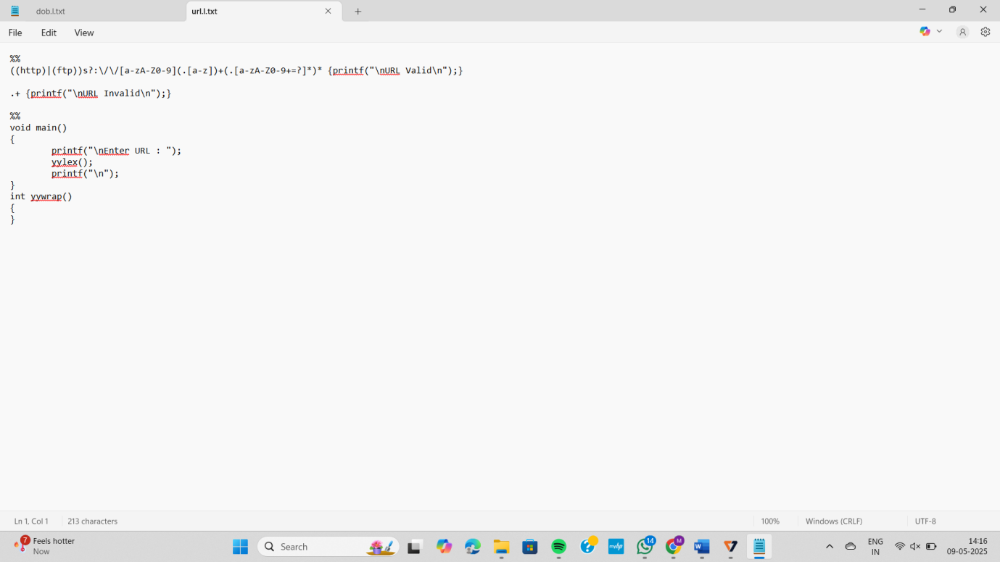 dob.l.txt
url.l.txt
File Edit View
%%
((http)|(ftp))s?:\/\/[a-zA-Z0-9](.[a-z])+(.[a-zA-Z0-9+=?]*)* {printf("\nURL Valid\n");}
.+ {printf("\nURL Invalid\n");}
%%
void main()
{
printf("\nEnter URL : ");
yylex();
printf("\n");
}
int yywrap()
{
}
Ln 1, Col 1 213 characters 100% Windows (CRLF) UTF-8
7 Feels hotter
Now
Search
myhp
14
M
W
ENG
IN
14:16
09-05-2025